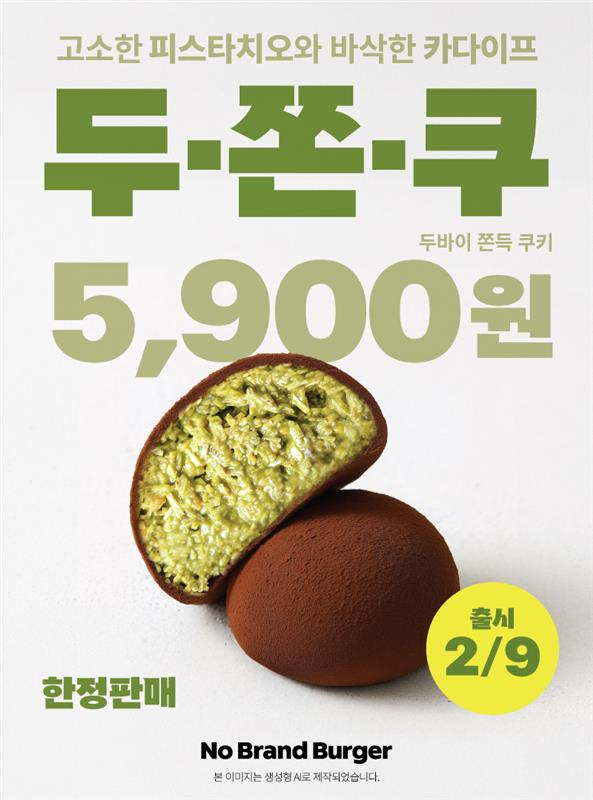 고소한 피스타치오와 바삭한 카다이프
두·쫀·쿠
두바이 쫀득 쿠키
5,900원
출시
2/9
한정판매
No Brand Burger
본 이미지는 생성형 AI로 제작되었습니다.